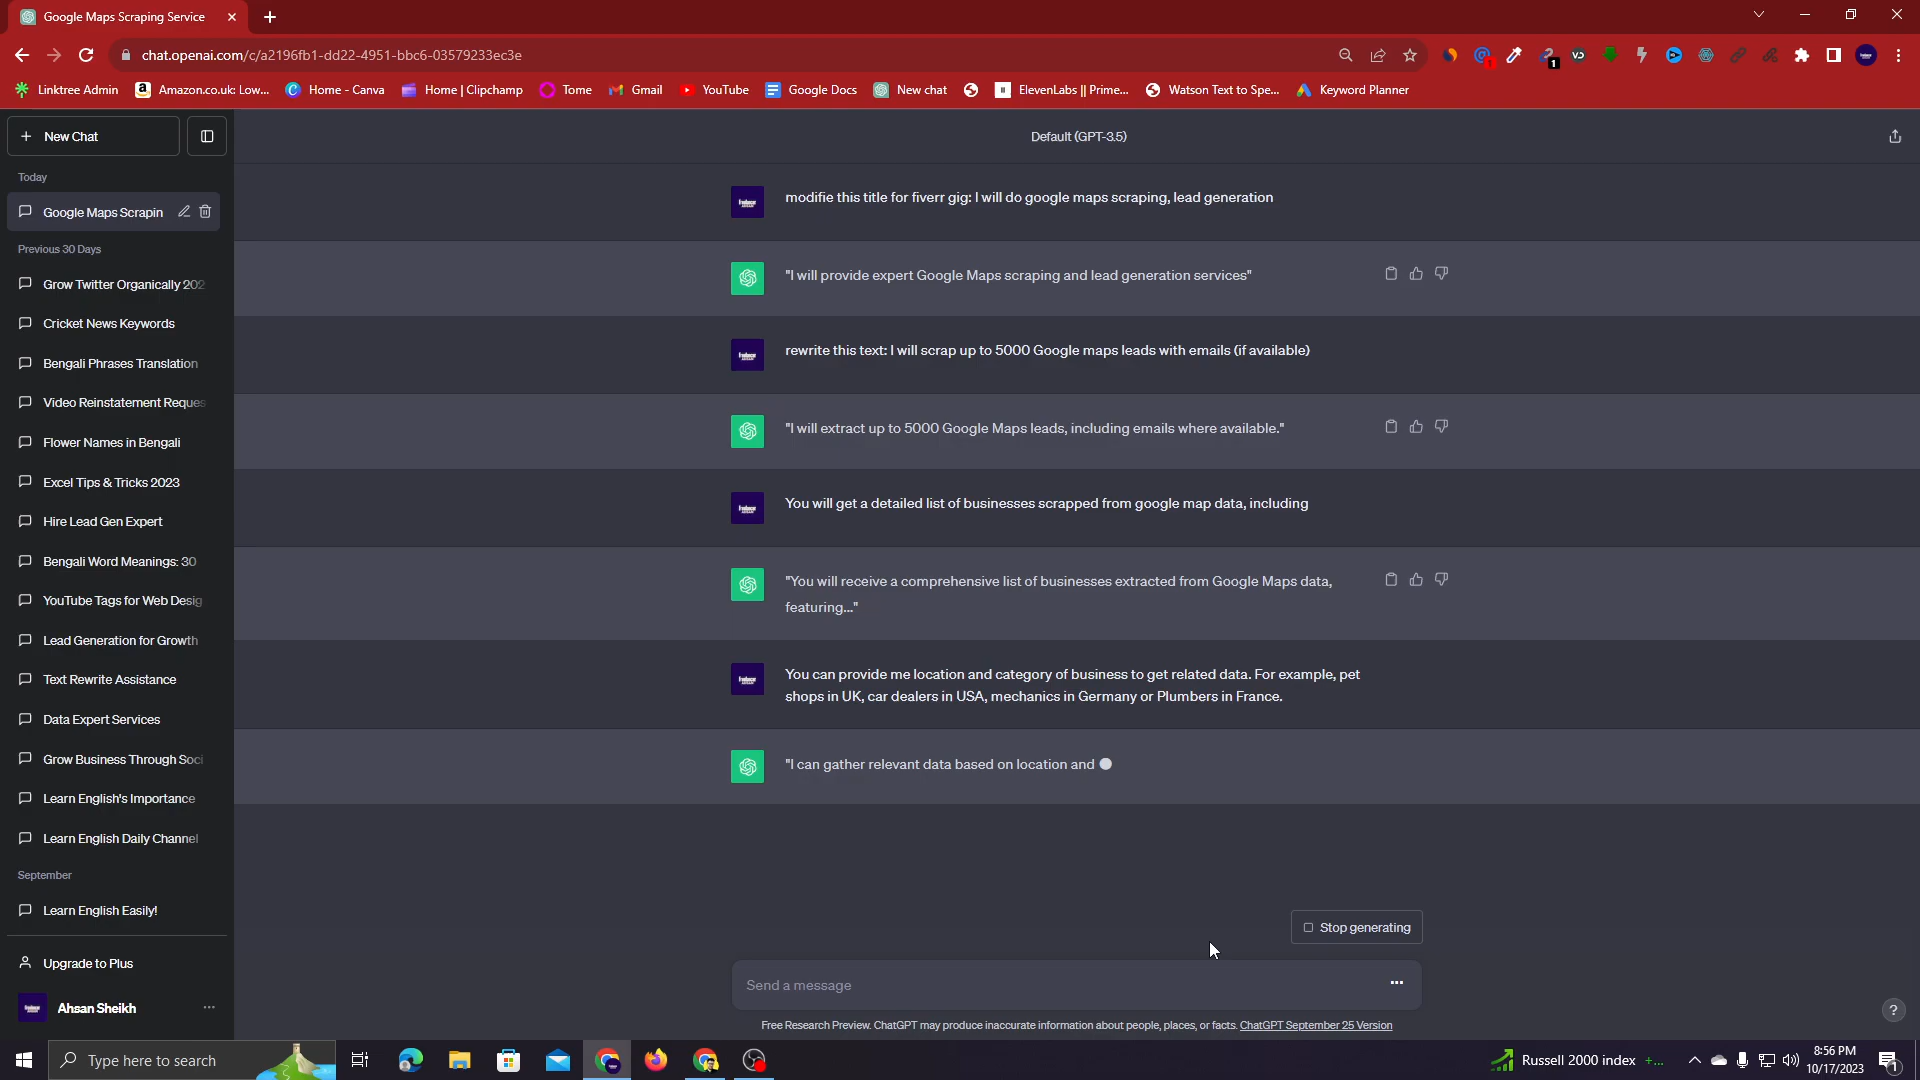 Google Maps Scraping Service
chat.openai.com/c/a2196fb1-dd22-4951-bbc6-03579233ec3e
Linktree Admin
Amazon.co.uk: Low...
Home - Canva
Home | Clipchamp
Tome
Gmail
YouTube
Google Docs
New chat
ElevenLabs || Prime...
Watson Text to Spe...
Keyword Planner
New Chat
Default (GPT-3.5)
Today
Google Maps Scrapin
Previous 30 Days
Grow Twitter Organically 202
Cricket News Keywords
Bengali Phrases Translation
Video Reinstatement Reques
Flower Names in Bengali
Excel Tips & Tricks 2023
Hire Lead Gen Expert
Bengali Word Meanings: 30
YouTube Tags for Web Desig
Lead Generation for Growth
Text Rewrite Assistance
Data Expert Services
Grow Business Through Soci
Learn English's Importance
Learn English Daily Channel
September
Learn English Easily!
Upgrade to Plus
Ahsan Sheikh
modifie this title for fiverr gig: I will do google maps scraping, lead generation
"I will provide expert Google Maps scraping and lead generation services"
rewrite this text: I will scrap up to 5000 Google maps leads with emails (if available)
"I will extract up to 5000 Google Maps leads, including emails where available."
You will get a detailed list of businesses scrapped from google map data, including
"You will receive a comprehensive list of businesses extracted from Google Maps data,
featuring..."
You can provide me location and category of business to get related data. For example, pet
shops in UK, car dealers in USA, mechanics in Germany or Plumbers in France.
"I can gather relevant data based on location and
Stop generating
Send a message
Free Research Preview. ChatGPT may produce inaccurate information about people, places, or facts. ChatGPT September 25 Version
?
Type here to search
Russell 2000 index +...
8:56 PM
10/17/2023
1